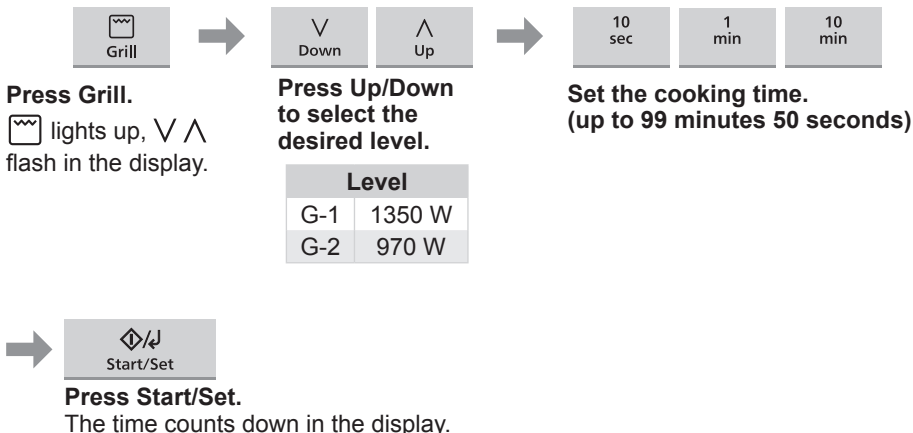 Grill
Down
Up
10
sec
1
min
10
min
Press Grill.
lights up,
flash in the display.
Press Up/Down
to select the
desired level.
Level
G-1 1350 W
G-2 970 W
Set the cooking time.
(up to 99 minutes 50 seconds)
Start/Set
Press Start/Set.
The time counts down in the display.